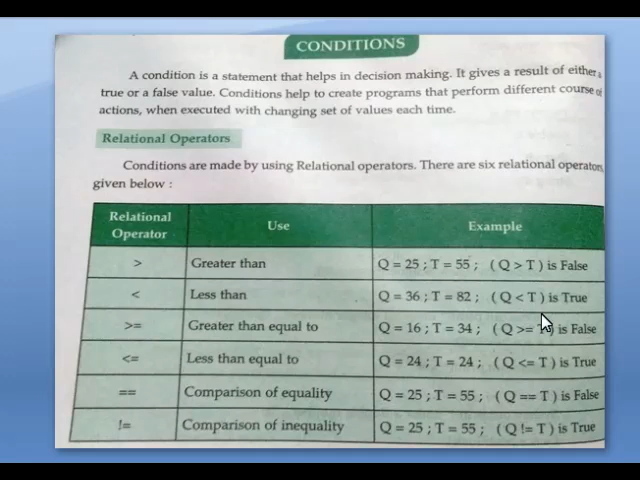 CONDITIONS
A condition is a statement that helps in decision making. It gives a result of either a
true or a false value. Conditions help to create programs that perform different course of
actions, when executed with changing set of values each time.
Relational Operators
Conditions are made by using Relational operators. There are six relational operators
given below :
Relational Operator Use Example
> Greater than Q = 25 ; T = 55 ; ( Q > T ) is False
< Less than Q = 36 ; T = 82 ; ( Q < T ) is True
>= Greater than equal to Q = 16 ; T = 34 ; ( Q >= T ) is False
<= Less than equal to Q = 24 ; T = 24 ; ( Q <= T ) is True
== Comparison of equality Q = 25 ; T = 55 ; ( Q == T ) is False
!= Comparison of inequality Q = 25 ; T = 55 ; ( Q != T ) is True